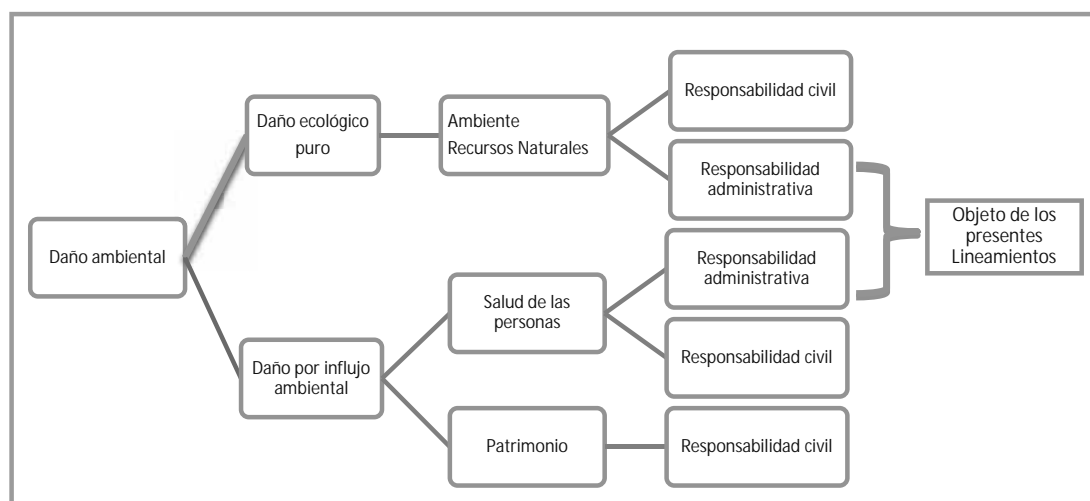 Daño ambiental
Daño ecológico
puro
Ambiente
Recursos Naturales
Responsabilidad civil
Responsabilidad
administrativa
Daño por influjo
ambiental
Salud de las
personas
Responsabilidad
administrativa
Responsabilidad civil
Patrimonio
Responsabilidad civil
Objeto de los
presentes
Lineamientos